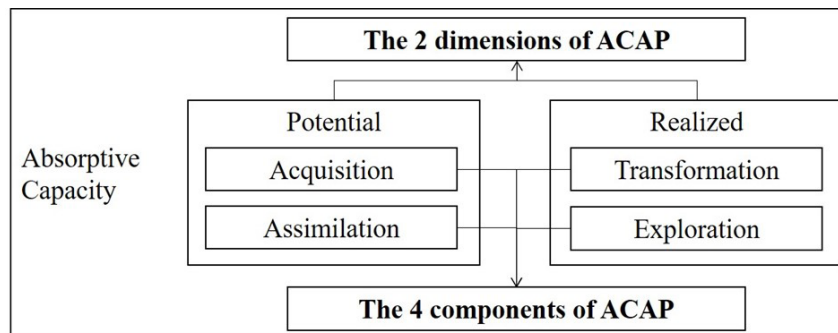 The 2 dimensions of ACAP
Potential
Realized
Absorptive
Capacity
Acquisition
Transformation
Assimilation
Exploration
The 4 components of ACAP